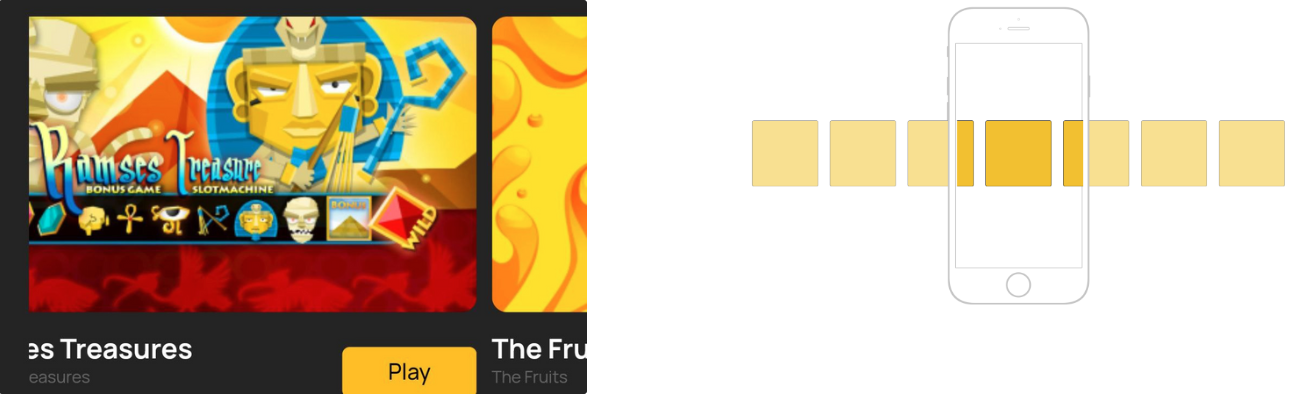 Ramses Treasure
BONUS GAME SLOTMACHINE
BONUS
WILD
es Treasures
easures
Play
The Fru
The Fruits